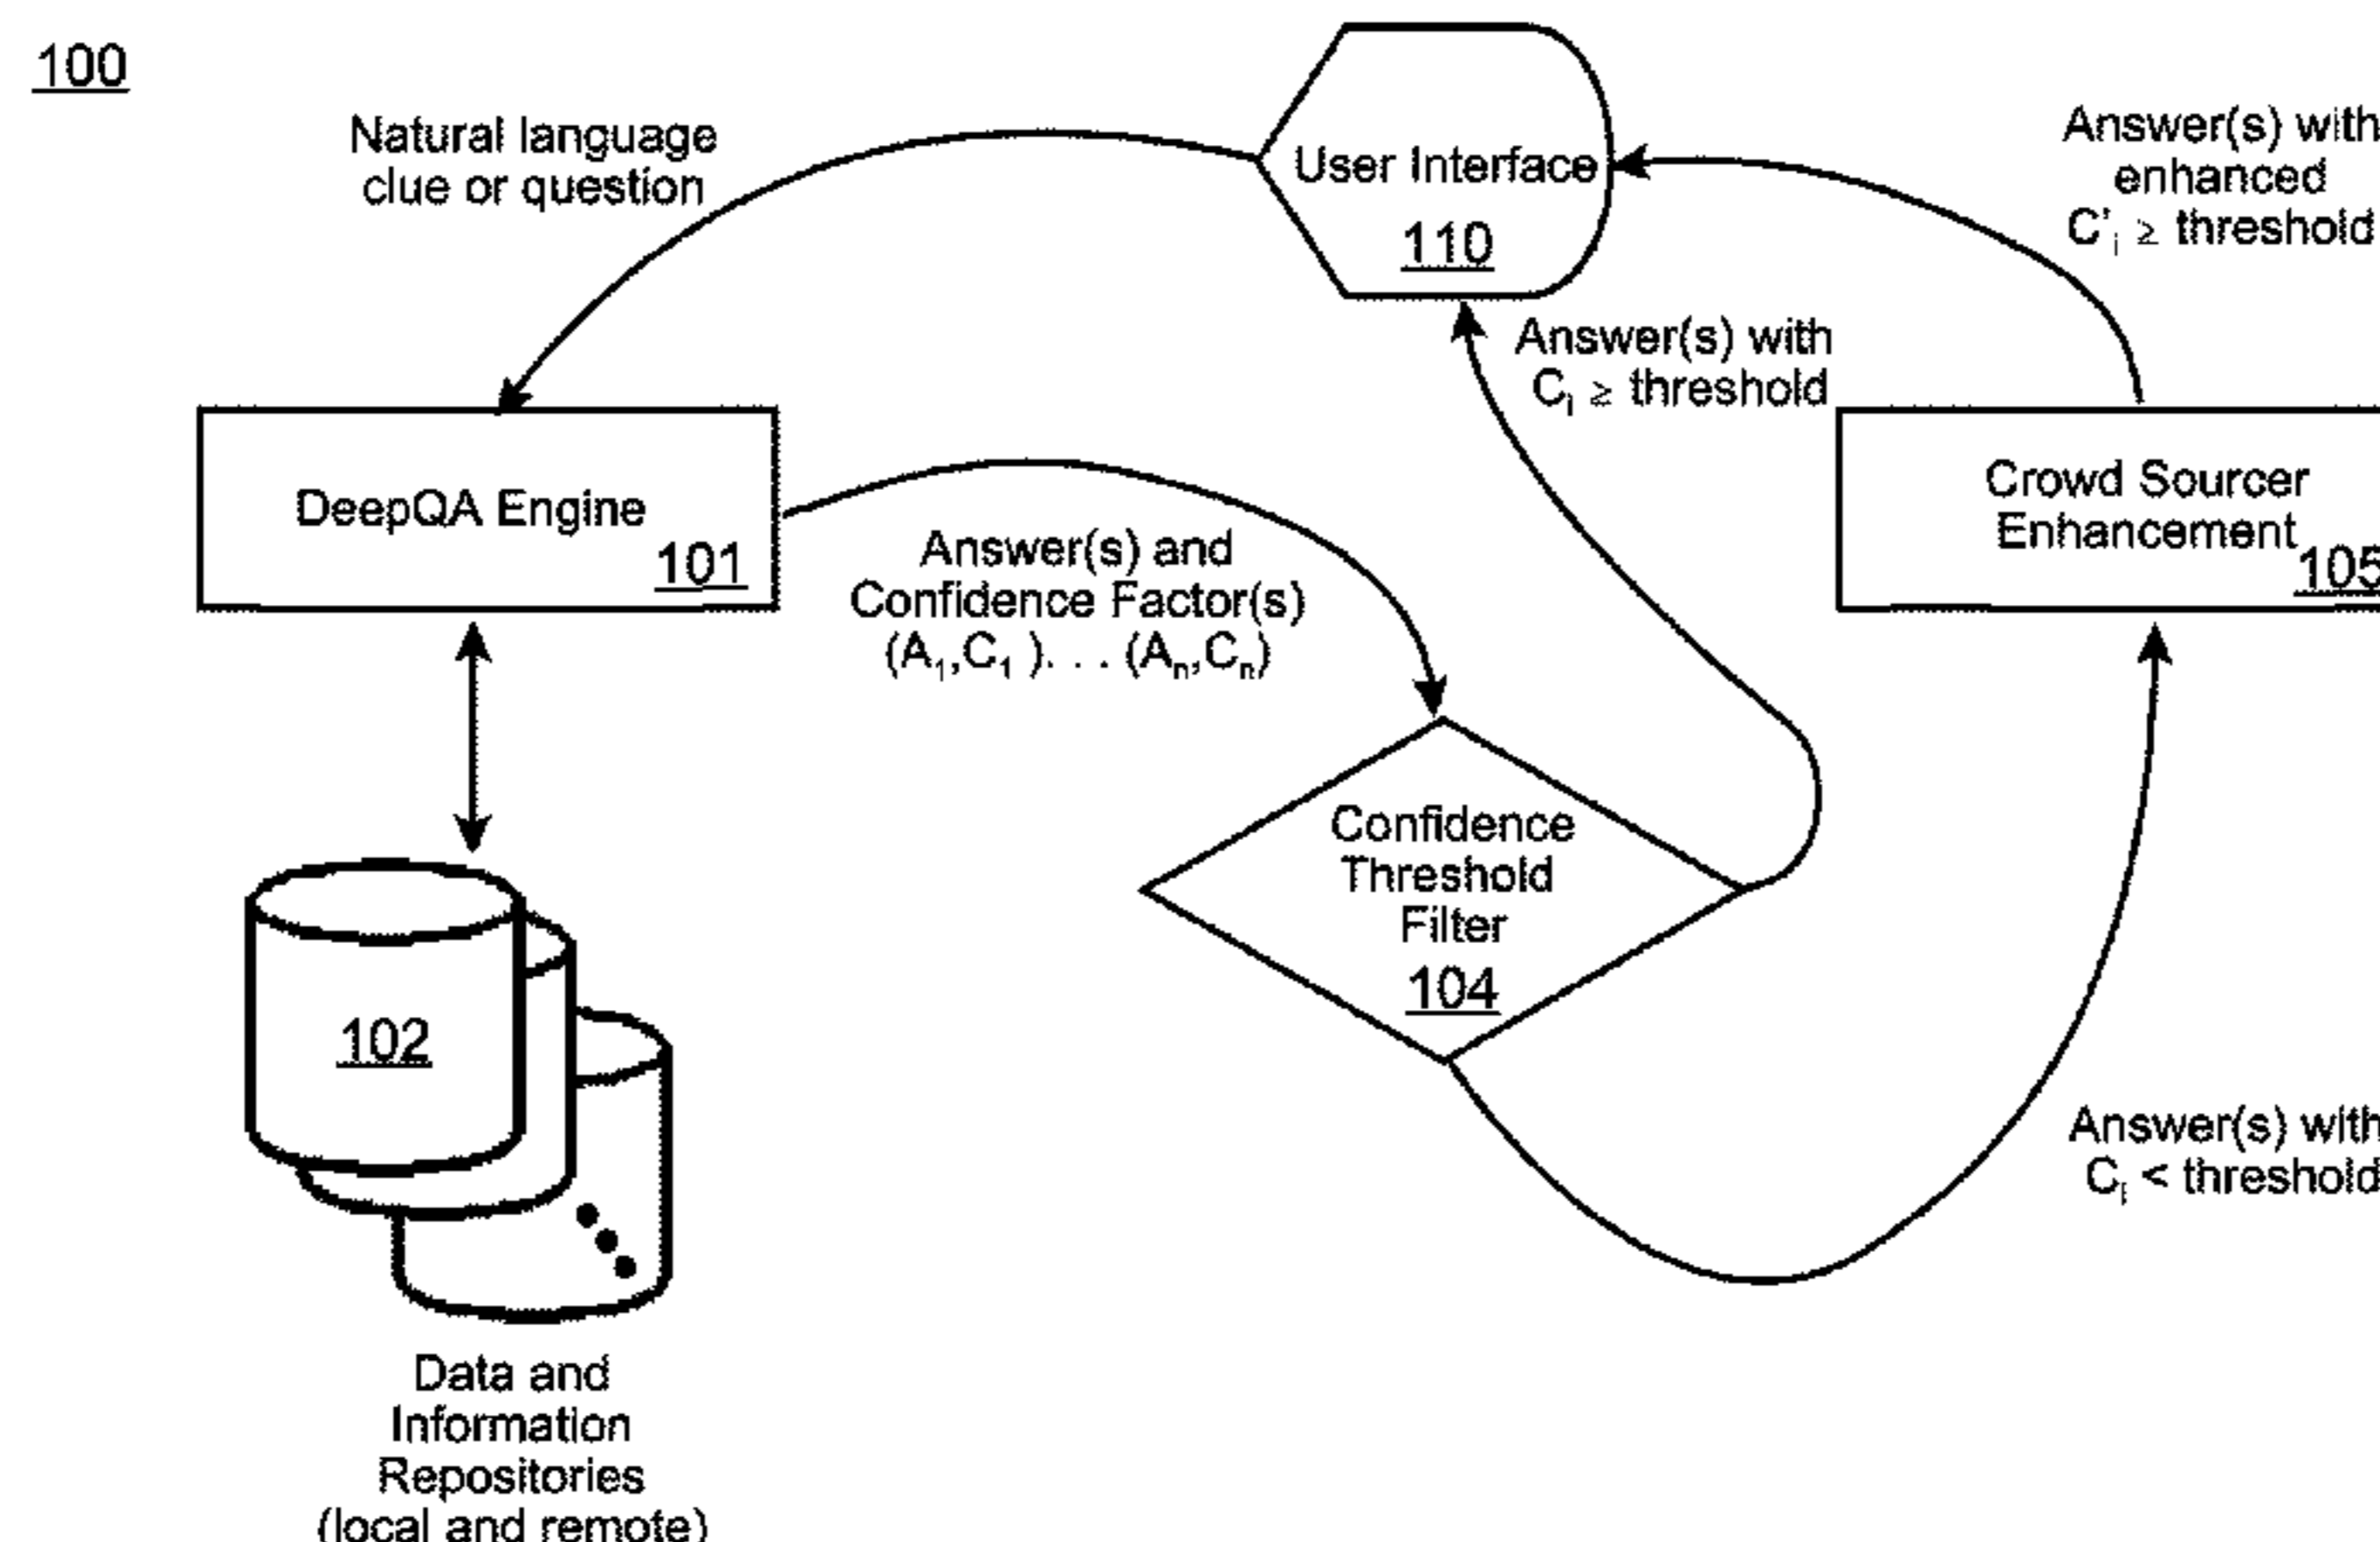 100
Natural language
clue or question
User Interface
110
Answer(s) with
enhanced
C'i ≥ threshold
Answer(s) with
Ci ≥ threshold
DeepQA Engine
101
Answer(s) and
Confidence Factor(s)
(A1,C1 ). . . (An,Cn)
Crowd Sourcer
Enhancement
105
Confidence
Threshold
Filter
104
102
Answer(s) with
Ci < threshold
Data and
Information
Repositories
(local and remote)